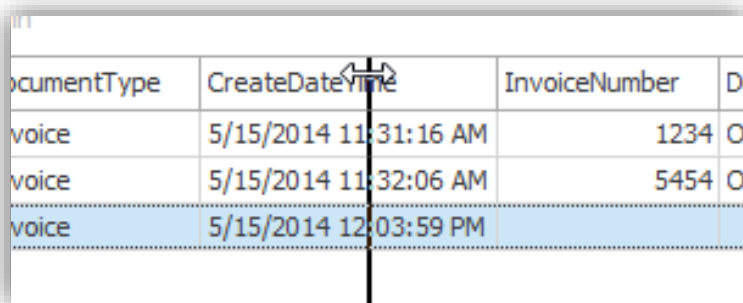 ocumentType CreateDateTime InvoiceNumber D
voice 5/15/2014 11:31:16 AM 1234 O
voice 5/15/2014 11:32:06 AM 5454 O
voice 5/15/2014 12:03:59 PM